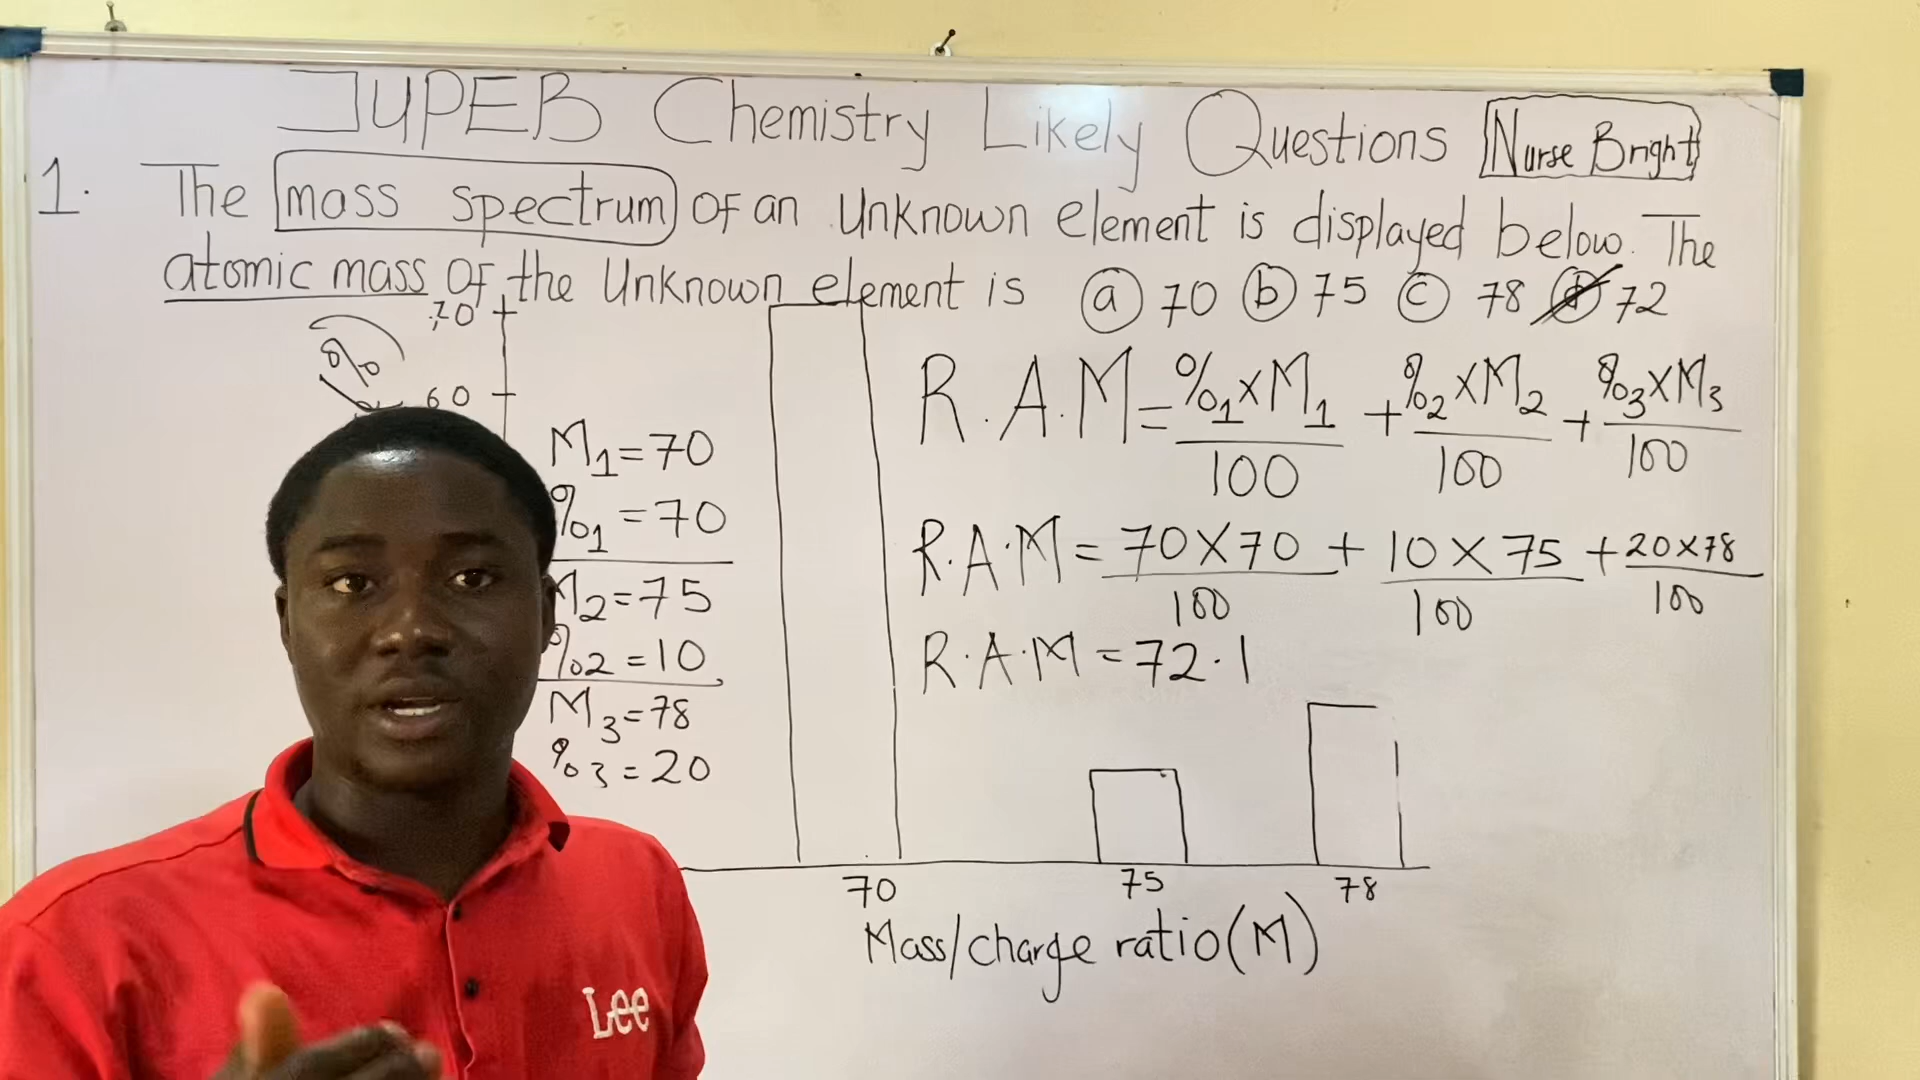 JUPEB Chemistry Likely Questions Nurse Bright
1. The mass spectrum of an unknown element is displayed below. The
atomic mass of the unknown element is (a) 70 (b) 75 (c) 78 (d) 72
70
%
60
M1=70
%1=70
M2=75
%2=10
M3=78
%3=20
R.A.M=%1×M1/100 + %2×M2/100 + %3×M3/100
R.A.M=70×70/100 + 10×75/100 + 20×78/100
R.A.M=72.1
70 75 78
Mass/charge ratio(M)
Lee